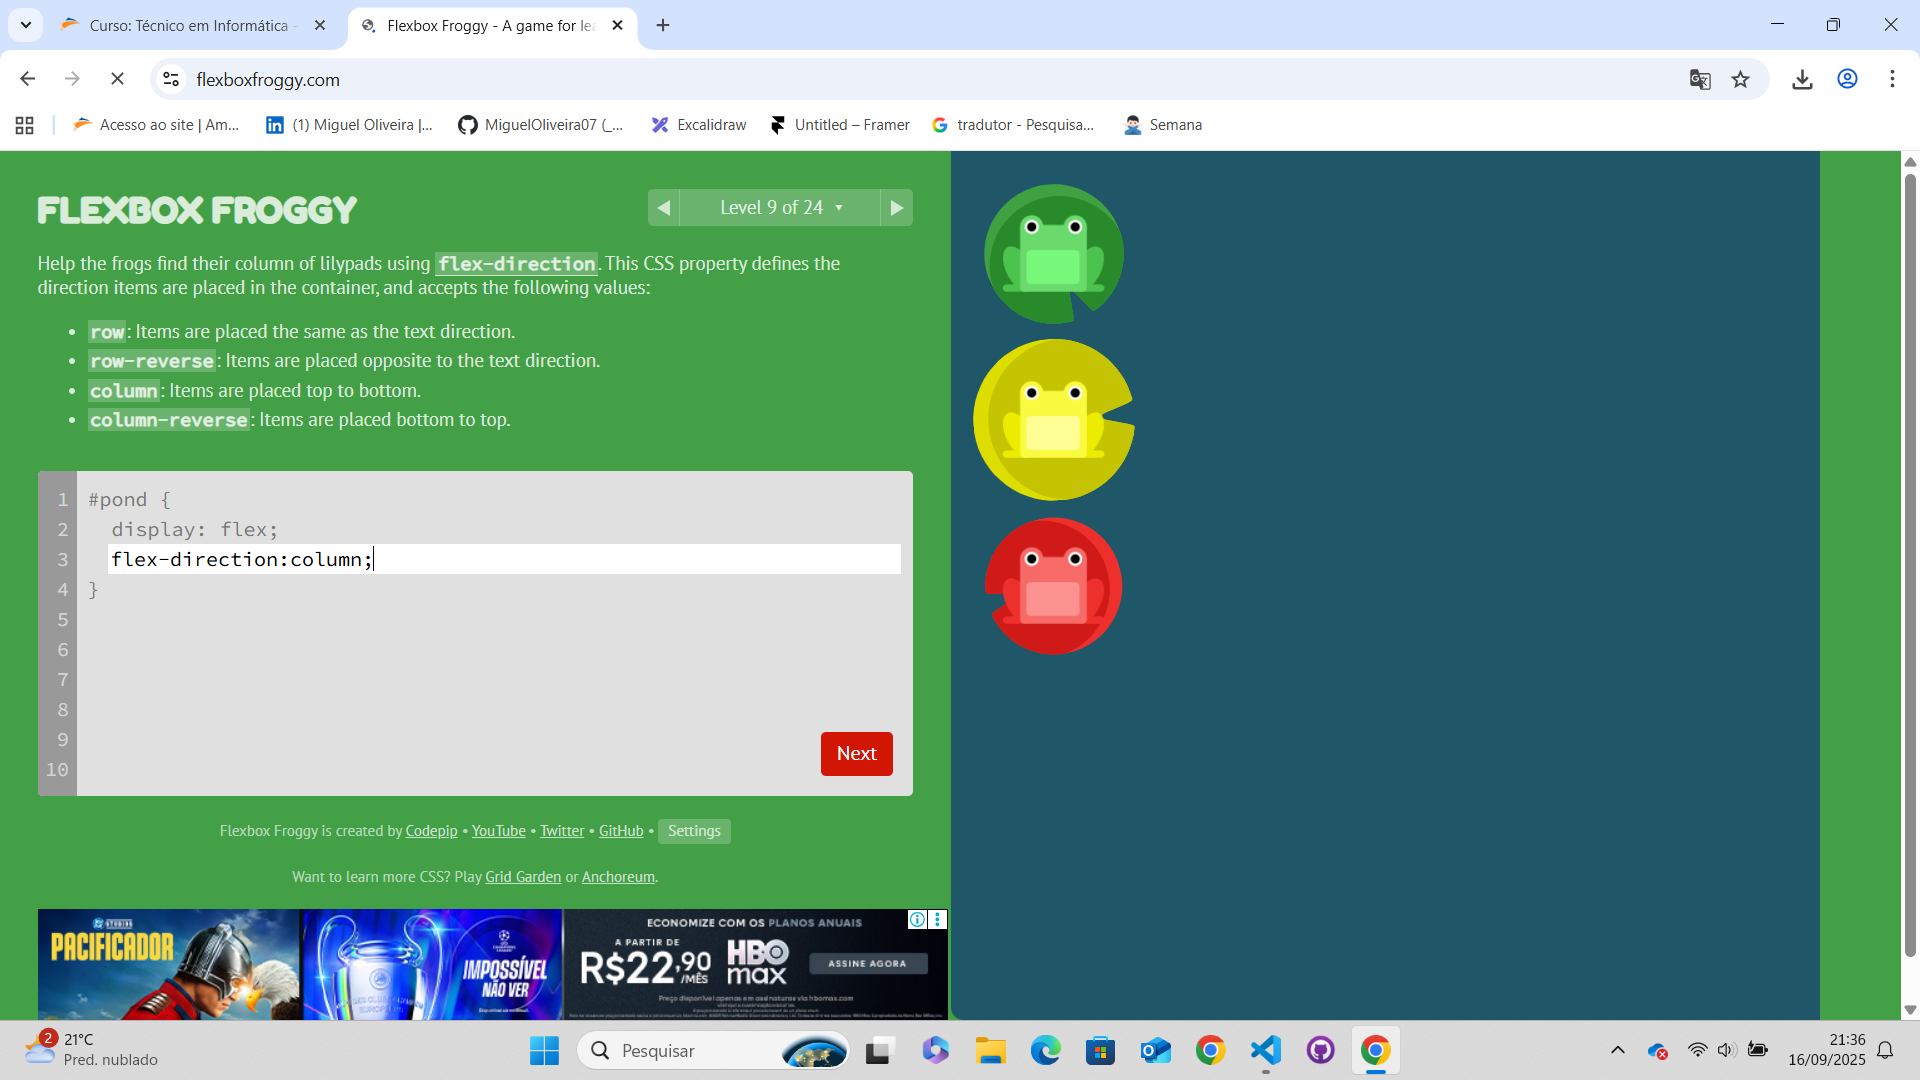 Curso: Técnico em Informática -
Flexbox Froggy - A game for lea
flexboxfroggy.com
Acesso ao site | Am...
(1) Miguel Oliveira |...
MiguelOliveira07 (_...
Excalidraw
Untitled – Framer
tradutor - Pesquisa...
Semana
FLEXBOX FROGGY
Level 9 of 24
Help the frogs find their column of lilypads using flex-direction. This CSS property defines the
direction items are placed in the container, and accepts the following values:
• row: Items are placed the same as the text direction.
• row-reverse: Items are placed opposite to the text direction.
• column: Items are placed top to bottom.
• column-reverse: Items are placed bottom to top.
1 #pond {
2 display: flex;
3 flex-direction:column;
4 }
5
6
7
8
9
10
Next
Flexbox Froggy is created by Codepip • YouTube • Twitter • GitHub • Settings
Want to learn more CSS? Play Grid Garden or Anchoreum.
STUDIOS
PACIFICADOR
IMPOSSÍVEL
NÃO VER
ECONOMIZE COM OS PLANOS ANUAIS
A PARTIR DE
R$22,90
/MÊS
HBO
max
ASSINE AGORA
2
21°C
Pred. nublado
Pesquisar
21:36
16/09/2025